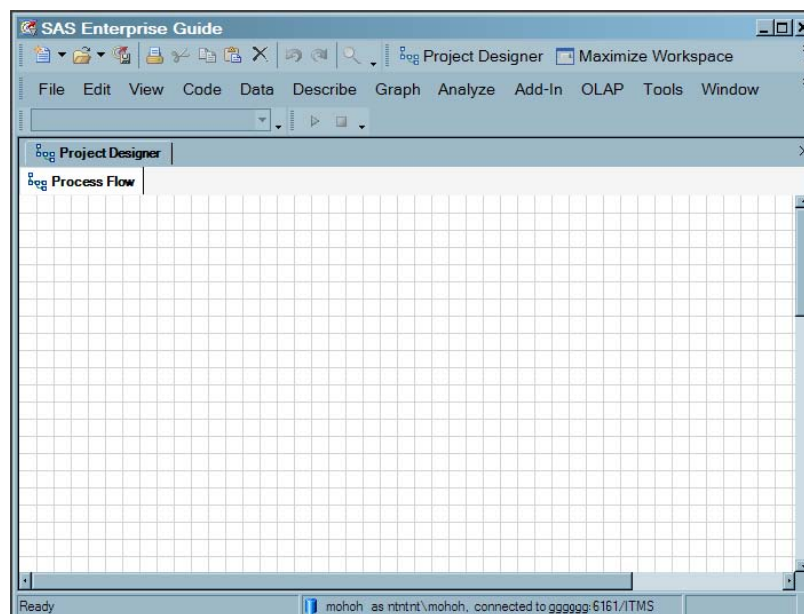 SAS Enterprise Guide
Project Designer Maximize Workspace
File Edit View Code Data Describe Graph Analyze Add-In OLAP Tools Window
Project Designer
Process Flow
Ready mohoh as ntntnt\mohoh, connected to gggggg:6161/ITMS